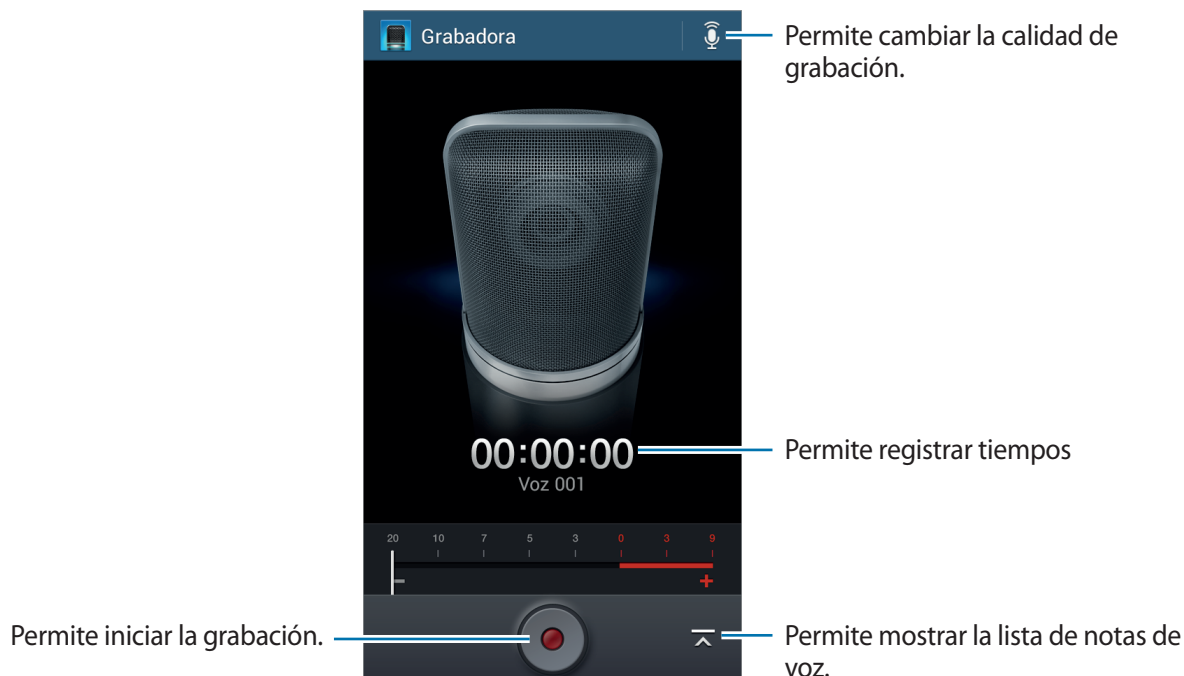 Grabadora
Permite cambiar la calidad de
grabación.
00:00:00
Permite registrar tiempos
Voz 001
20 10 7 5 3 0 3 9
- +
Permite iniciar la grabación.
Permite mostrar la lista de notas de
voz.